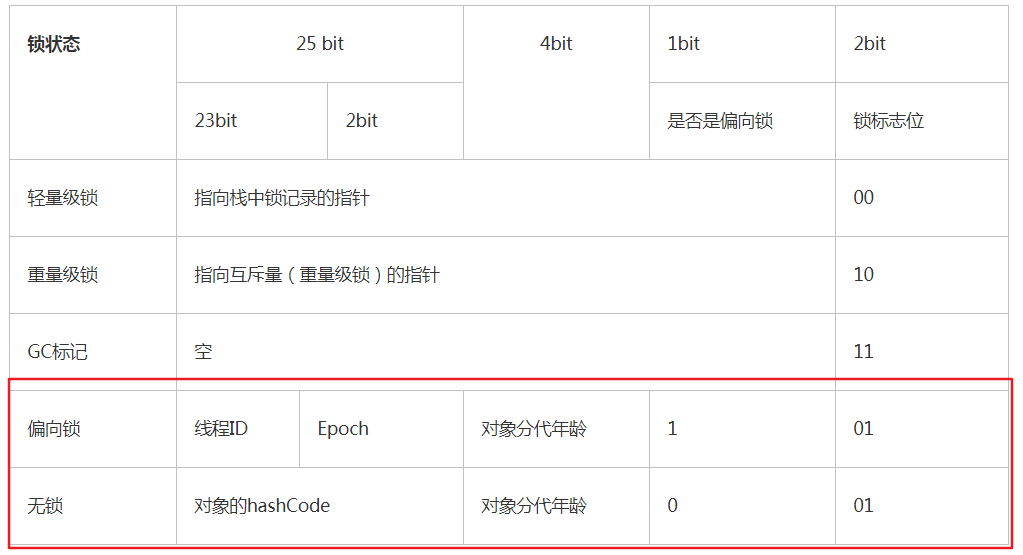 锁状态 25 bit 4bit 1bit 2bit
23bit 2bit 是否是偏向锁 锁标志位
轻量级锁 指向栈中锁记录的指针 00
重量级锁 指向互斥量（重量级锁）的指针 10
GC标记 空 11
偏向锁 线程ID Epoch 对象分代年龄 1 01
无锁 对象的hashCode 对象分代年龄 0 01